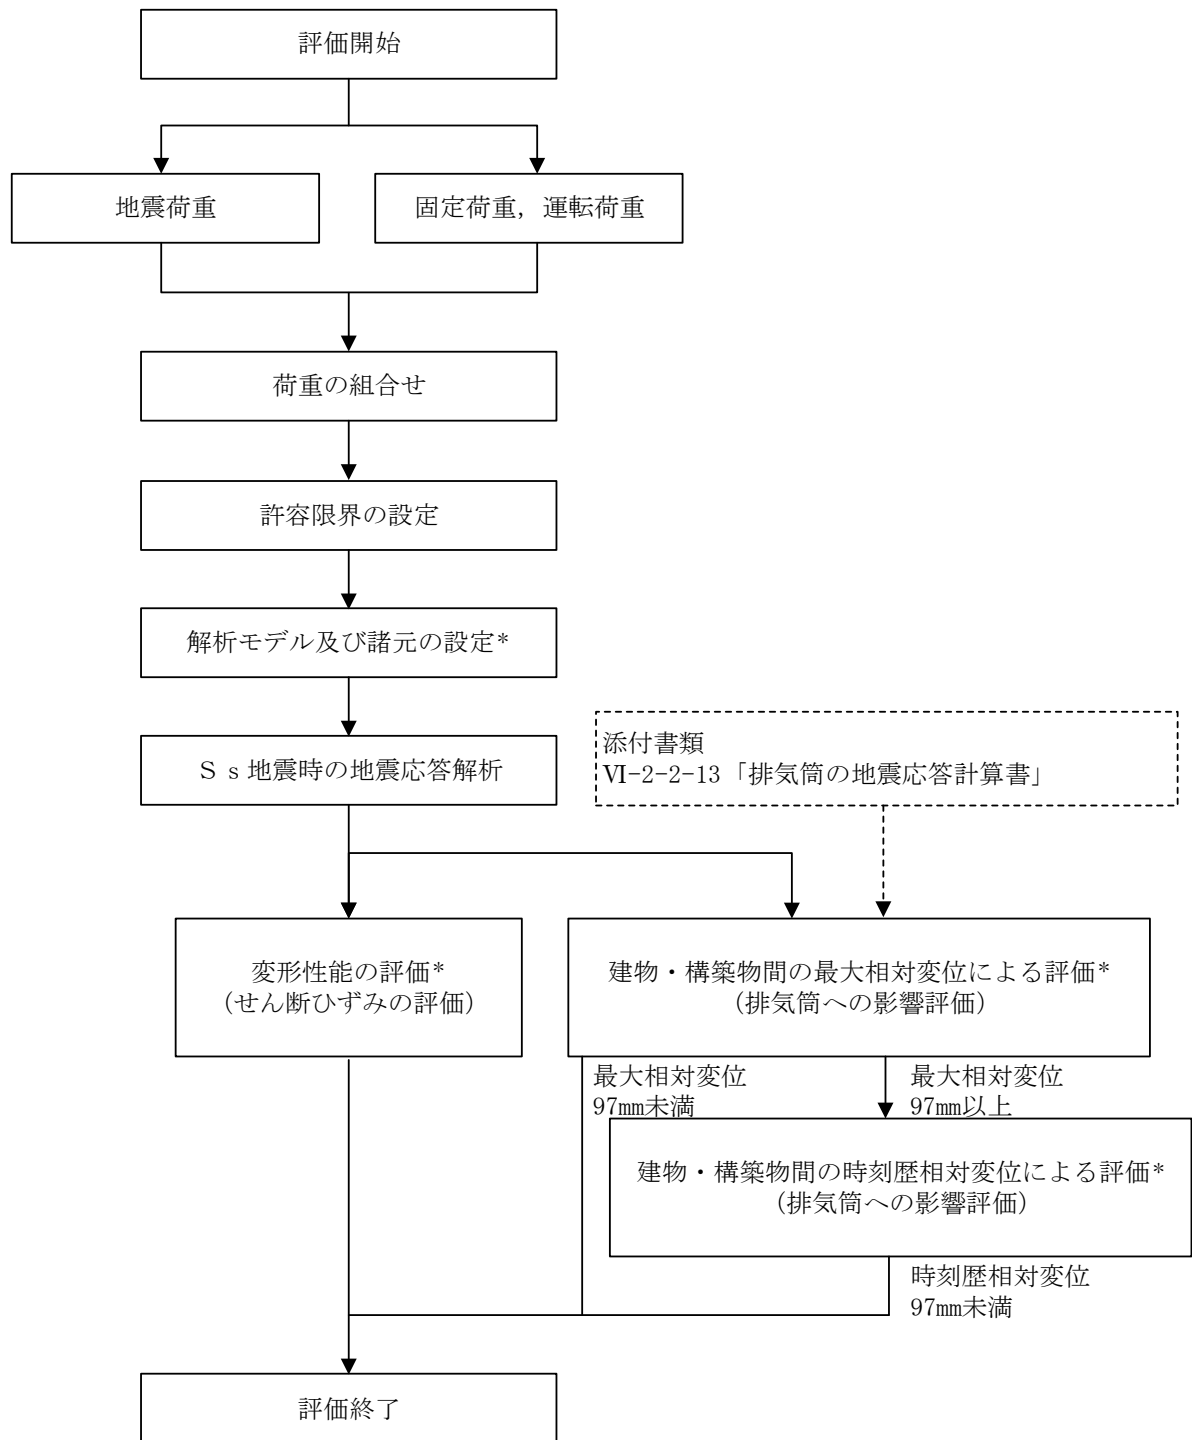 評価開始
地震荷重
固定荷重，運転荷重
荷重の組合せ
許容限界の設定
解析モデル及び諸元の設定*
Ｓｓ地震時の地震応答解析
添付書類
Ⅵ-2-2-13「排気筒の地震応答計算書」
変形性能の評価*
（せん断ひずみの評価）
建物・構築物間の最大相対変位による評価*
（排気筒への影響評価）
最大相対変位
97mm未満
最大相対変位
97mm以上
建物・構築物間の時刻歴相対変位による評価*
（排気筒への影響評価）
時刻歴相対変位
97mm未満
評価終了